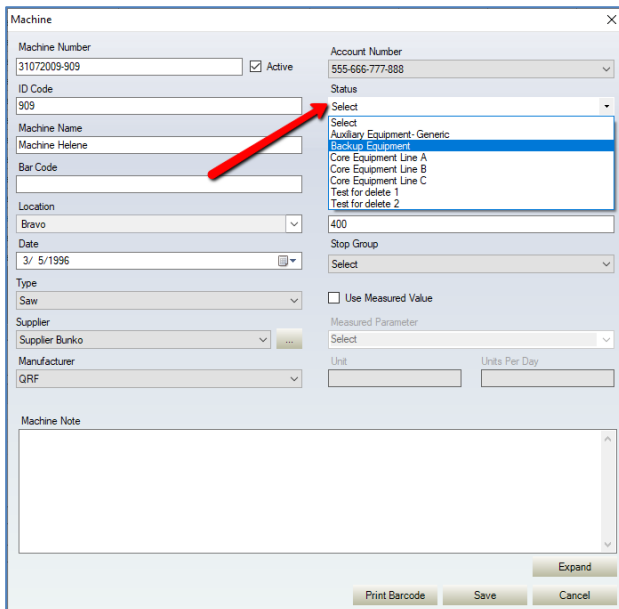 Machine
Machine Number
31072009-909
Active
ID Code
909
Machine Name
Machine Helene
Bar Code
Location
Bravo
Date
3/ 5/1996
Type
Saw
Supplier
Supplier Bunko
...
Manufacturer
QRF
Account Number
555-666-777-888
Status
Select
Select
Auxiliary Equipment- Generic
Backup Equipment
Core Equipment Line A
Core Equipment Line B
Core Equipment Line C
Test for delete 1
Test for delete 2
400
Stop Group
Select
Use Measured Value
Measured Parameter
Select
Unit
Units Per Day
Machine Note
Expand
Print Barcode
Save
Cancel